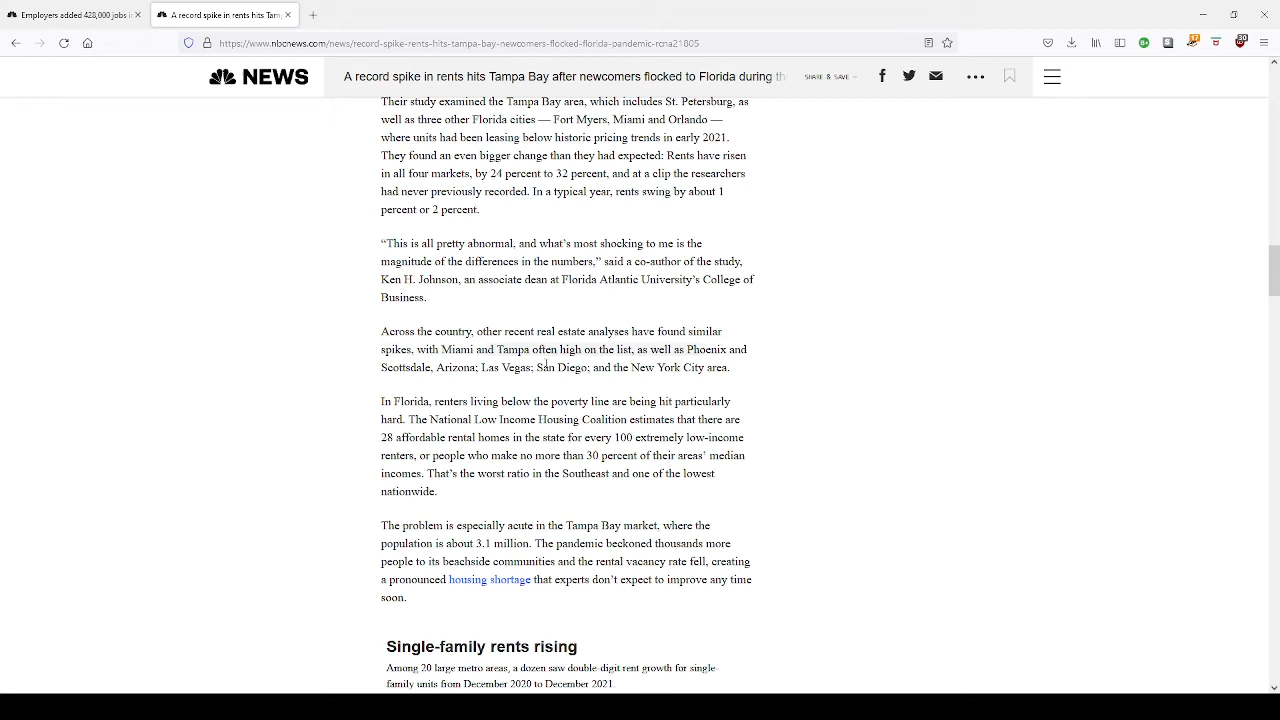 Employers added 428,000 jobs i
A record spike in rents hits Tam
https://www.nbcnews.com/news/record-spike-rents-hits-tampa-bay-newcomers-flocked-florida-pandemic-rcna21805
NEWS
A record spike in rents hits Tampa Bay after newcomers flocked to Florida during th
SHARE & SAVE
Their study examined the Tampa Bay area, which includes St. Petersburg, as
well as three other Florida cities — Fort Myers, Miami and Orlando —
where units had been leasing below historic pricing trends in early 2021.
They found an even bigger change than they had expected: Rents have risen
in all four markets, by 24 percent to 32 percent, and at a clip the researchers
had never previously recorded. In a typical year, rents swing by about 1
percent or 2 percent.
“This is all pretty abnormal, and what’s most shocking to me is the
magnitude of the differences in the numbers,” said a co-author of the study,
Ken H. Johnson, an associate dean at Florida Atlantic University’s College of
Business.
Across the country, other recent real estate analyses have found similar
spikes, with Miami and Tampa often high on the list, as well as Phoenix and
Scottsdale, Arizona; Las Vegas; San Diego; and the New York City area.
In Florida, renters living below the poverty line are being hit particularly
hard. The National Low Income Housing Coalition estimates that there are
28 affordable rental homes in the state for every 100 extremely low-income
renters, or people who make no more than 30 percent of their areas’ median
incomes. That’s the worst ratio in the Southeast and one of the lowest
nationwide.
The problem is especially acute in the Tampa Bay market, where the
population is about 3.1 million. The pandemic beckoned thousands more
people to its beachside communities and the rental vacancy rate fell, creating
a pronounced housing shortage that experts don’t expect to improve any time
soon.
Single-family rents rising
Among 20 large metro areas, a dozen saw double-digit rent growth for single-
family units from December 2020 to December 2021.